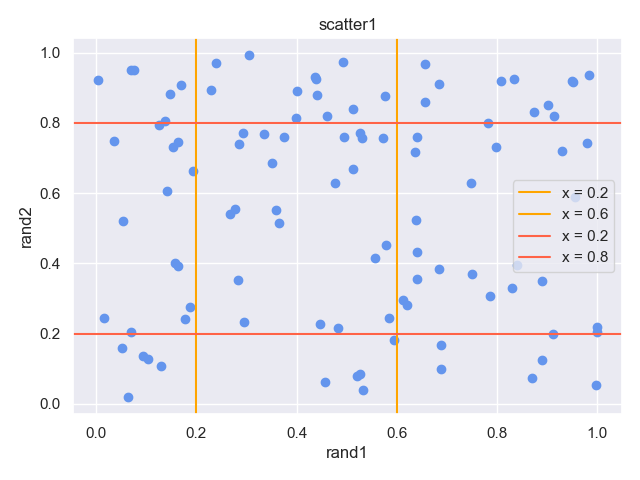 scatter1
1.0
0.8
0.6
0.4
0.2
0.0
rand2
x = 0.2
x = 0.6
x = 0.2
x = 0.8
0.0 0.2 0.4 0.6 0.8 1.0
rand1